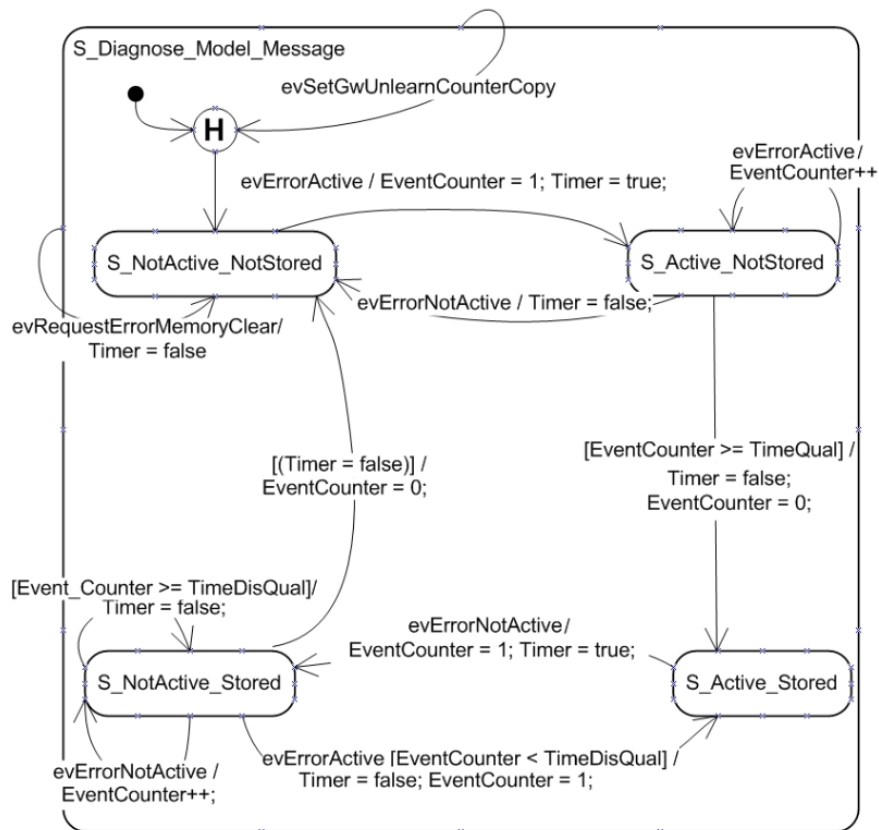 S_Diagnose_Model_Message
evSetGwUnlearnCounterCopy
H
evErrorActive / EventCounter = 1; Timer = true;
evErrorActive /
EventCounter++
S_NotActive_NotStored
S_Active_NotStored
evErrorNotActive / Timer = false;
evRequestErrorMemoryClear/
Timer = false
[EventCounter >= TimeQual] /
Timer = false;
EventCounter = 0;
[(Timer = false)] /
EventCounter = 0;
[Event_Counter >= TimeDisQual]/
Timer = false;
evErrorNotActive/
EventCounter = 1; Timer = true;
S_NotActive_Stored
S_Active_Stored
evErrorNotActive /
EventCounter++;
evErrorActive [EventCounter < TimeDisQual] /
Timer = false; EventCounter = 1;